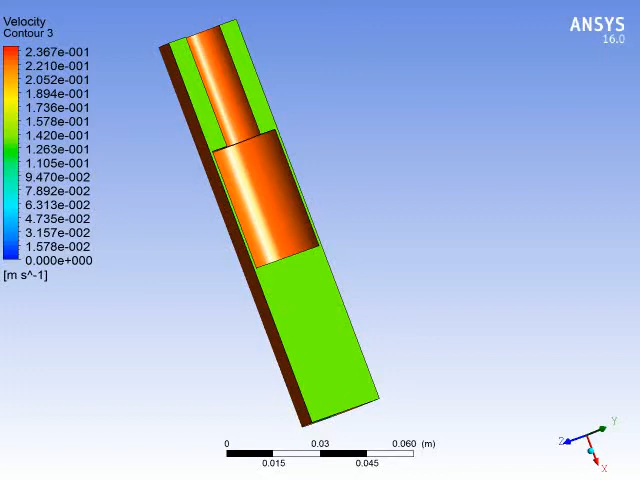 Velocity
Contour 3
2.367e-001
2.210e-001
2.052e-001
1.894e-001
1.736e-001
1.578e-001
1.420e-001
1.263e-001
1.105e-001
9.470e-002
7.892e-002
6.313e-002
4.735e-002
3.157e-002
1.578e-002
0.000e+000
[m s^-1]
ANSYS
16.0
0 0.03 0.060 (m)
0.015 0.045
Y
Z
X